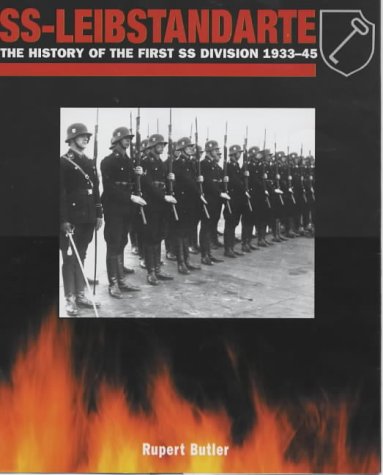 SS-LEIBSTANDARTE
THE HISTORY OF THE FIRST SS DIVISION 1933–45
Rupert Butler